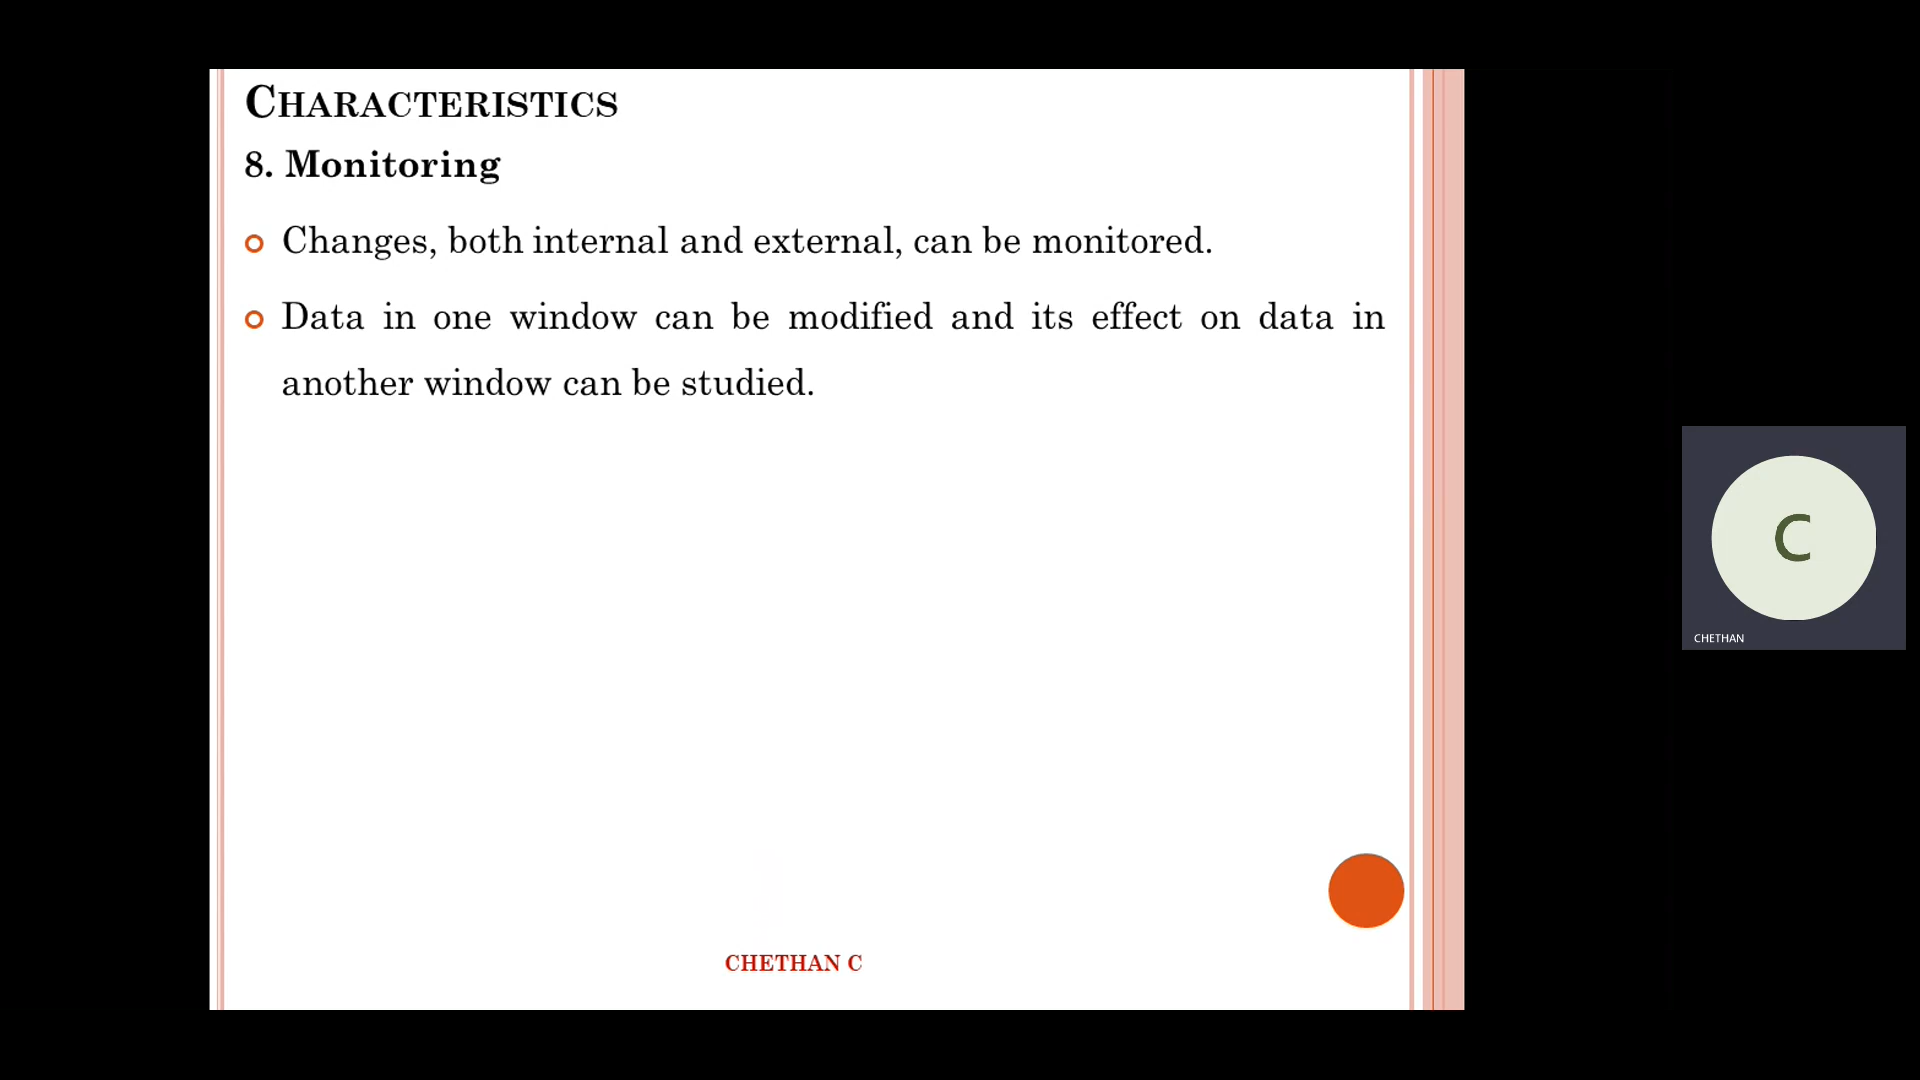 CHARACTERISTICS
8. Monitoring
Changes, both internal and external, can be monitored.
Data in one window can be modified and its effect on data in
another window can be studied.
C
CHETHAN
CHETHAN C